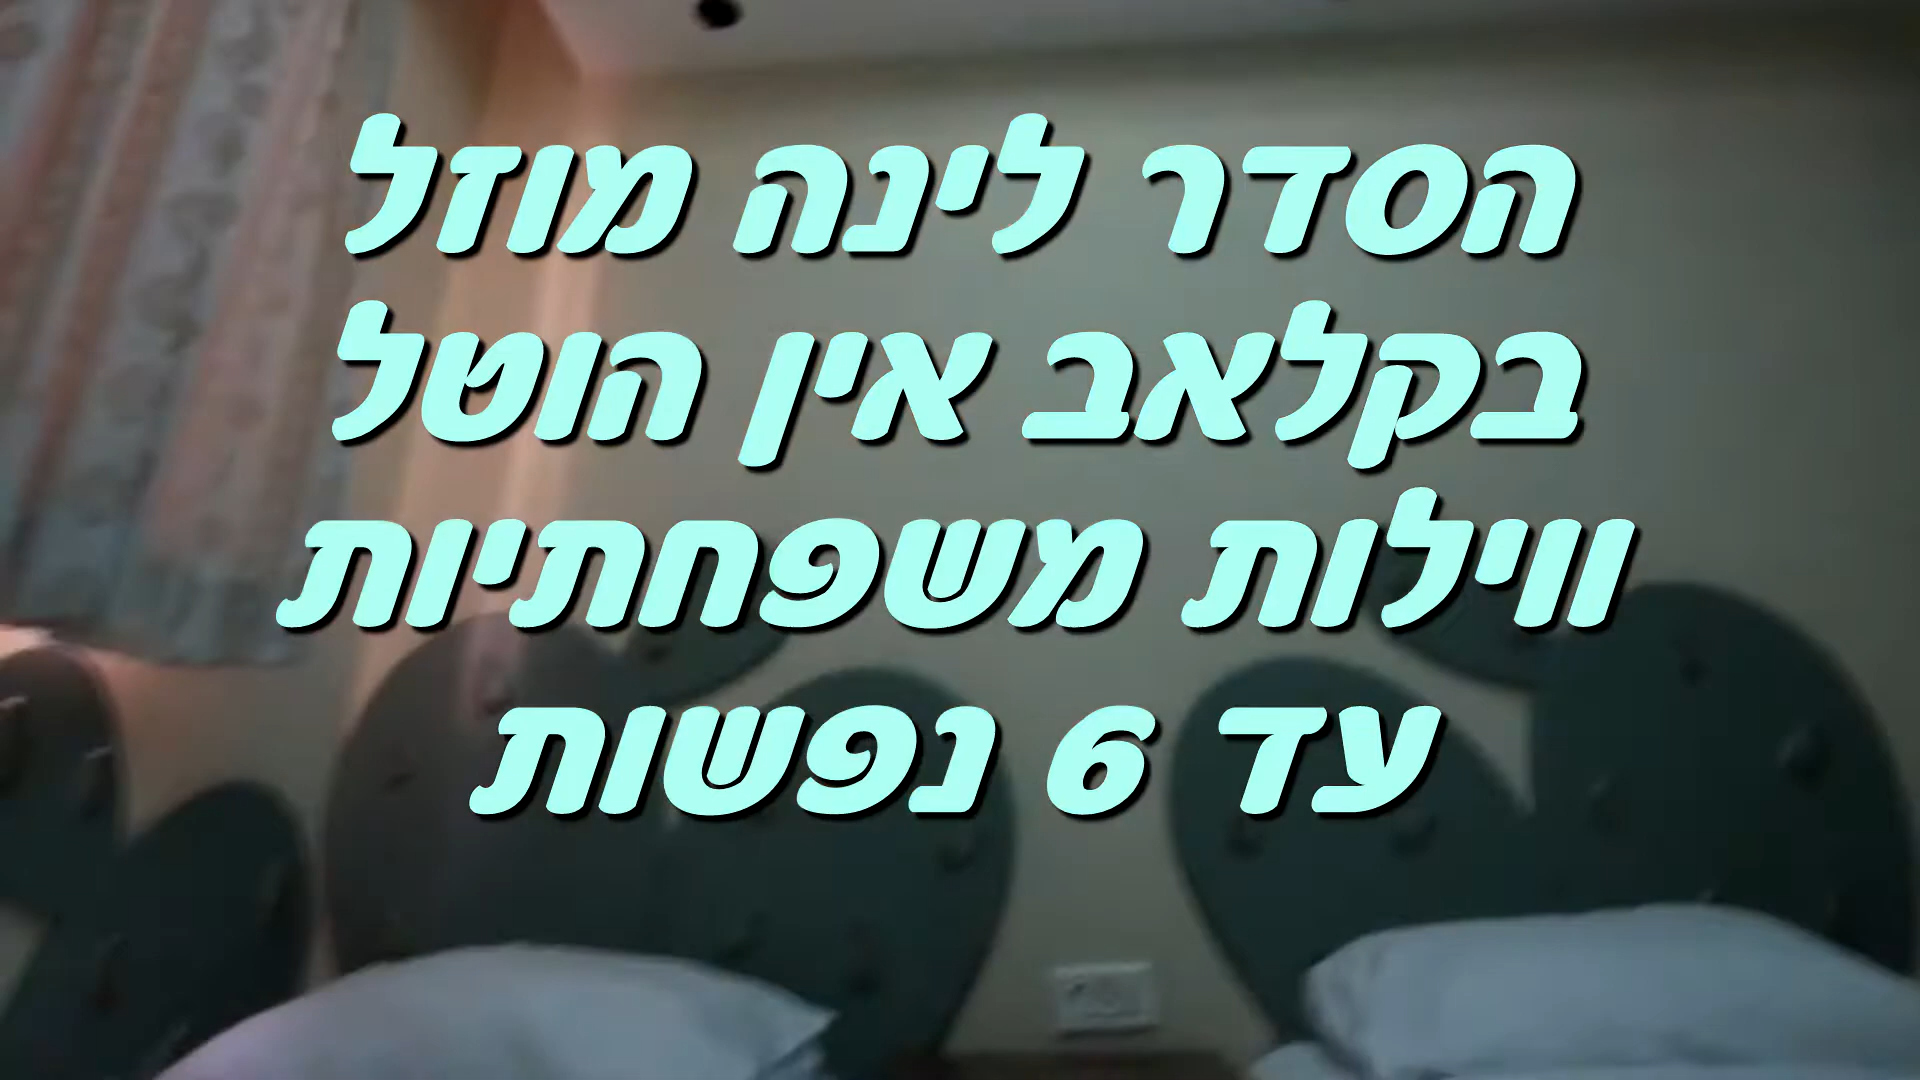 הסדר לינה מוזל
בקלאב אין הוטל
ווילות משפחתיות
עד 6 נפשות